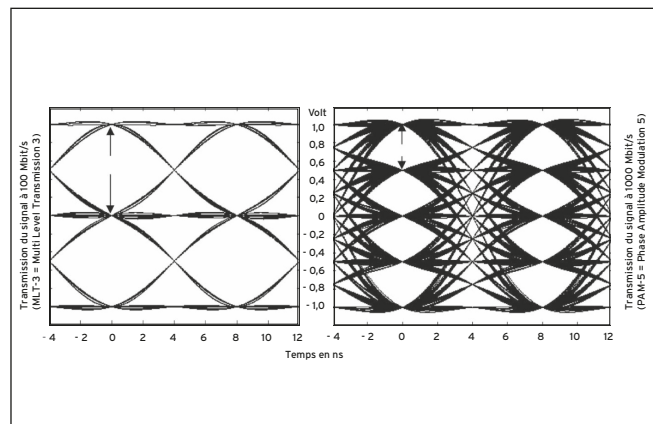 Transmission du signal à 100 Mbit/s
(MLT-3 = Multi Level Transmission 3)
Volt
1,0
0,8
0,6
0,4
0,2
0
- 0,2
- 0,4
- 0,6
- 0,8
- 1,0
Transmission du signal à 1000 Mbit/s
(PAM-5 = Phase Amplitude Modulation 5)
- 4 - 2 0 2 4 6 8 10 12
- 4 - 2 0 2 4 6 8 10 12
Temps en ns